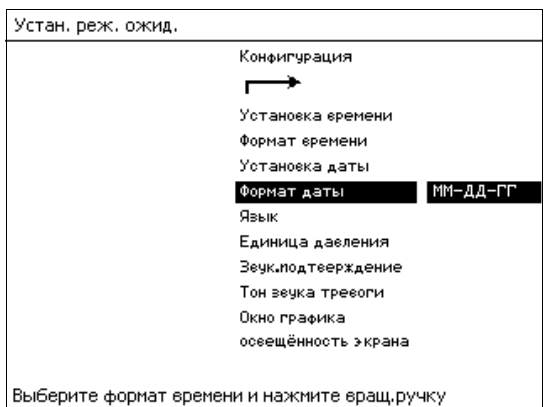 Устан. реж. ожид.
Конфигурация
Установка времени
Формат времени
Установка даты
Формат даты ММ-ДД-ГГ
Язык
Единица давления
Звук.подтверждение
Тон звука тревоги
Окно графика
освещённость экрана
Выберите формат времени и нажмите вращ.ручку